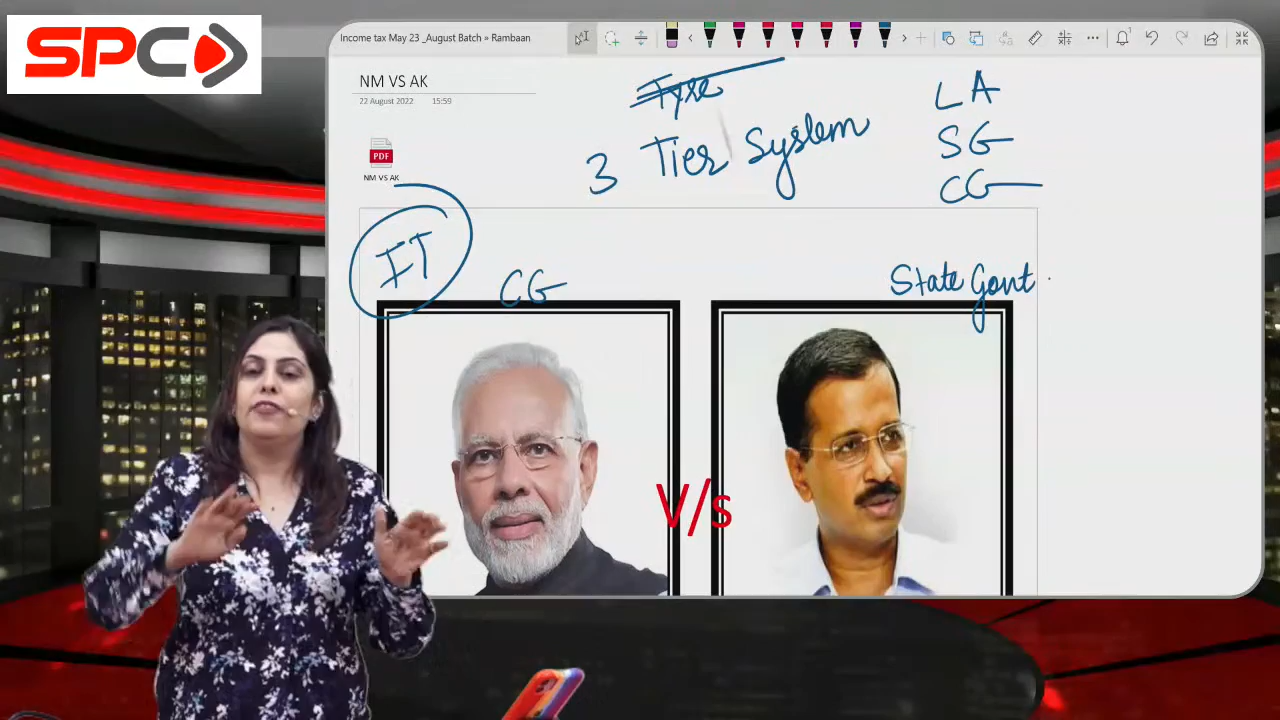 SPC
Income tax May 23 _August Batch » Rambaan
NM VS AK
22 August 2022 15:59
PDF
NM VS AK
3 Tier System
LA
SG
CG
IT
CG
State Govt
V/s